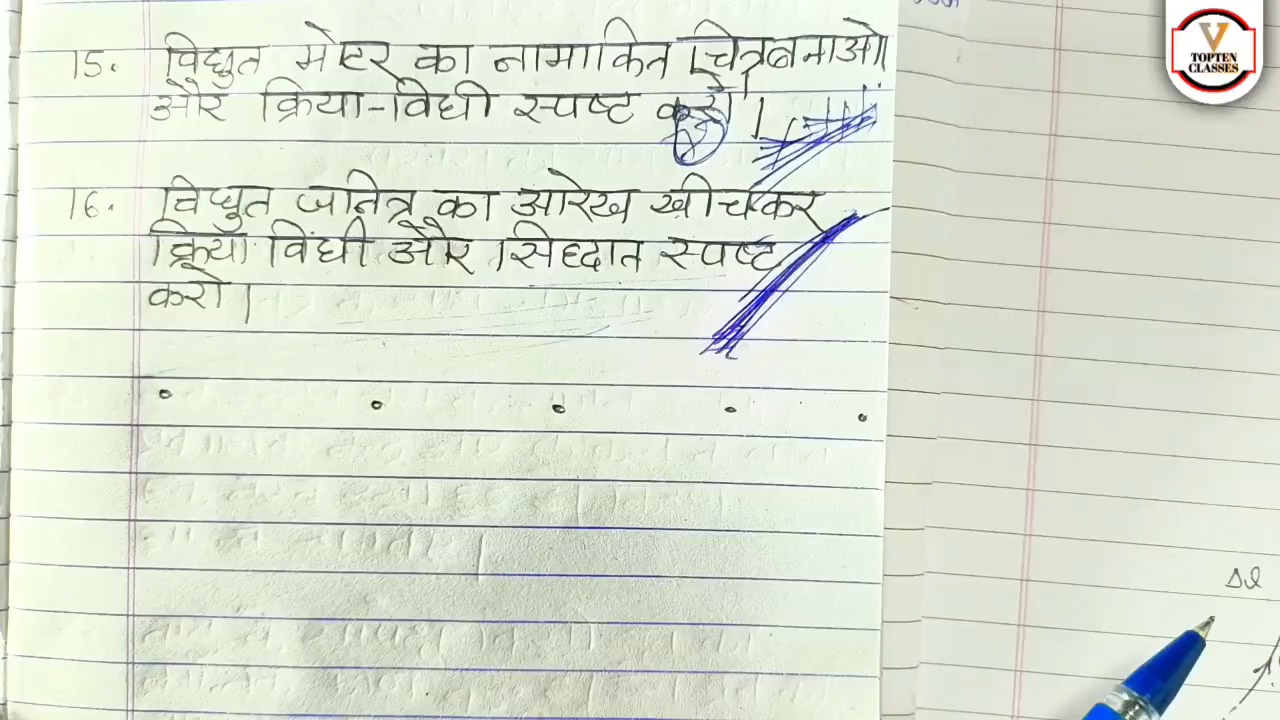 15. विद्युत मेटर का नामाकित चित्र बनाओ।
और क्रिया-विधी स्पष्ट करो।
16. विद्युत जनित्र का आरेख खींचकर
क्रिया विधी और सिध्दात स्पष्ट
करो।
V
TOPTEN
CLASSES